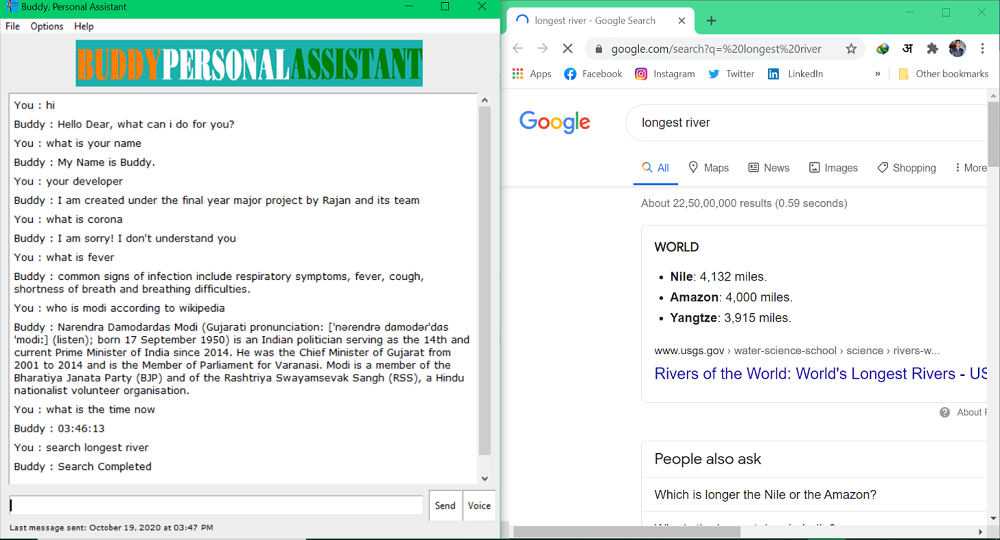 Buddy, Personal Assistant
File Options Help
BUDDYPERSONALASSISTANT
You : hi
Buddy : Hello Dear, what can i do for you?
You : what is your name
Buddy : My Name is Buddy.
You : your developer
Buddy : I am created under the final year major project by Rajan and its team
You : what is corona
Buddy : I am sorry! I don't understand you
You : what is fever
Buddy : common signs of infection include respiratory symptoms, fever, cough,
shortness of breath and breathing difficulties.
You : who is modi according to wikipedia
Buddy : Narendra Damodardas Modi (Gujarati pronunciation: [ˈnəɾendɾə dɑmodəɾˈdɑs
ˈmodiː] (listen); born 17 September 1950) is an Indian politician serving as the 14th and
current Prime Minister of India since 2014. He was the Chief Minister of Gujarat from
2001 to 2014 and is the Member of Parliament for Varanasi. Modi is a member of the
Bharatiya Janata Party (BJP) and of the Rashtriya Swayamsevak Sangh (RSS), a Hindu
nationalist volunteer organisation.
You : what is the time now
Buddy : 03:46:13
You : search longest river
Buddy : Search Completed
Send Voice
Last message sent: October 19, 2020 at 03:47 PM
longest river - Google Search
google.com/search?q=%20longest%20river
अ
Apps Facebook Instagram Twitter LinkedIn » Other bookmarks
Google
longest river
All Maps News Images Shopping More
About 22,50,00,000 results (0.59 seconds)
WORLD
Nile: 4,132 miles.
Amazon: 4,000 miles.
Yangtze: 3,915 miles.
www.usgs.gov › water-science-school › science › rivers-w...
Rivers of the World: World's Longest Rivers - US
About
People also ask
Which is longer the Nile or the Amazon?